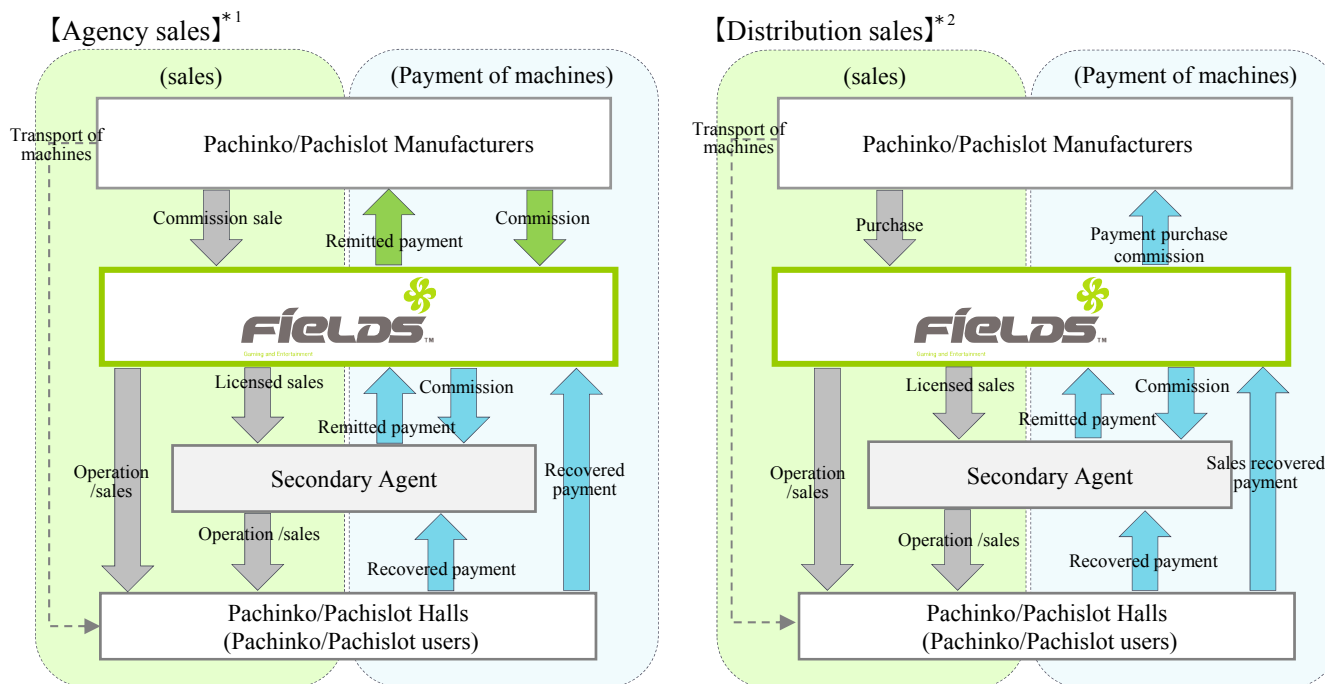 【Agency sales】*1
(sales)
(Payment of machines)
Transport of
machines
Pachinko/Pachislot Manufacturers
Commission sale
Remitted payment
Commission
FIELDS™
Gaming and Entertainment
Licensed sales
Commission
Remitted payment
Operation
/sales
Secondary Agent
Recovered
payment
Operation /sales
Recovered payment
Pachinko/Pachislot Halls
(Pachinko/Pachislot users)
【Distribution sales】*2
(sales)
(Payment of machines)
Transport of
machines
Pachinko/Pachislot Manufacturers
Purchase
Payment purchase
commission
FIELDS™
Gaming and Entertainment
Licensed sales
Commission
Remitted payment
Operation
/sales
Secondary Agent
Sales recovered
payment
Operation /sales
Recovered payment
Pachinko/Pachislot Halls
(Pachinko/Pachislot users)